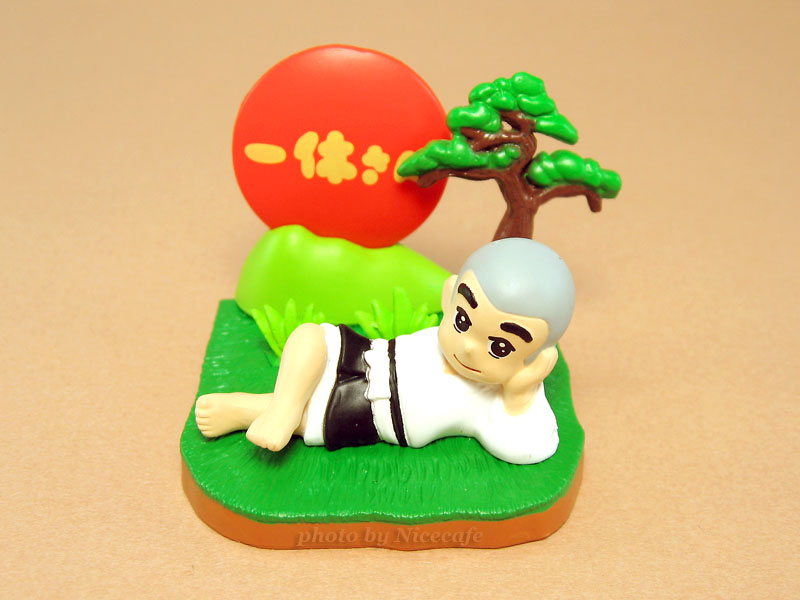 一休さ
photo by Nicecafe